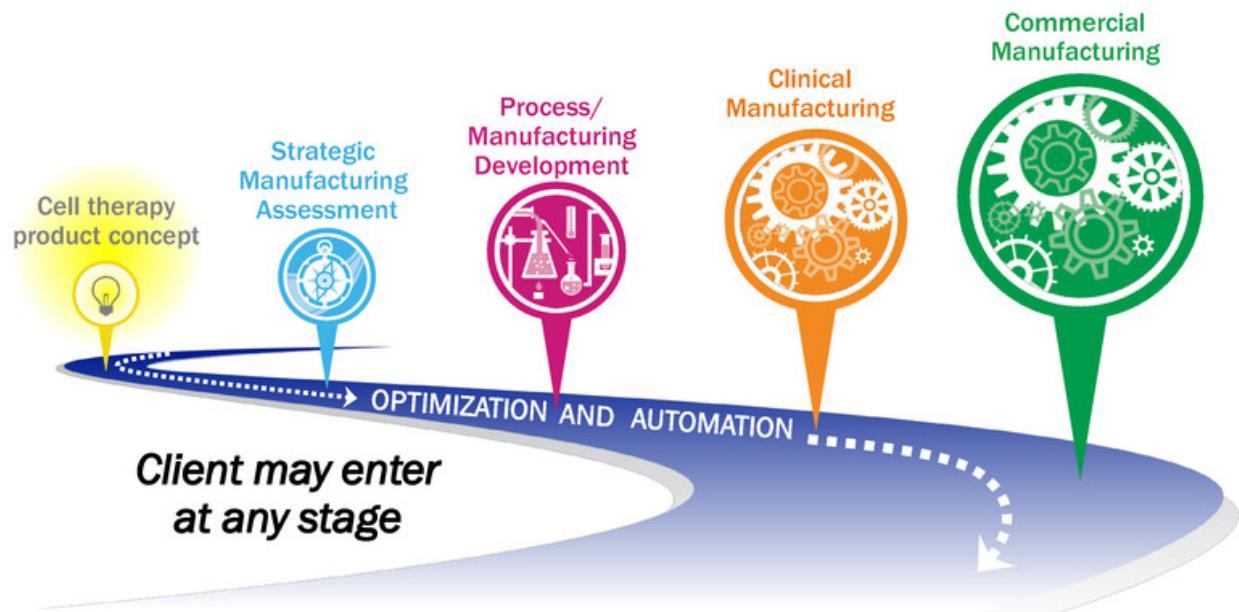 Cell therapy
product concept
Strategic
Manufacturing
Assessment
Process/
Manufacturing
Development
Clinical
Manufacturing
Commercial
Manufacturing
OPTIMIZATION AND AUTOMATION
Client may enter
at any stage